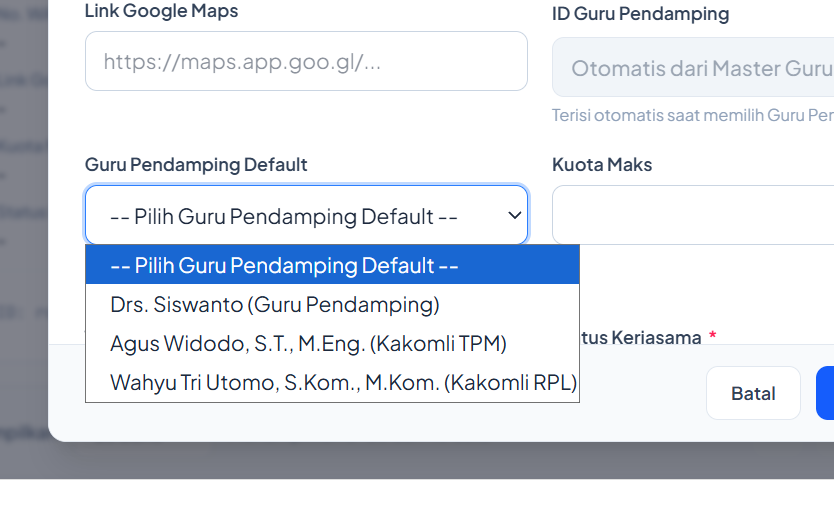 Link Google Maps
https://maps.app.goo.gl/...
ID Guru Pendamping
Otomatis dari Master Guru
Terisi otomatis saat memilih Guru Per
Guru Pendamping Default
-- Pilih Guru Pendamping Default --
Kuota Maks
-- Pilih Guru Pendamping Default --
Drs. Siswanto (Guru Pendamping)
Agus Widodo, S.T., M.Eng. (Kakomli TPM)
Wahyu Tri Utomo, S.Kom., M.Kom. (Kakomli RPL)
tus Kerjasama *
Batal